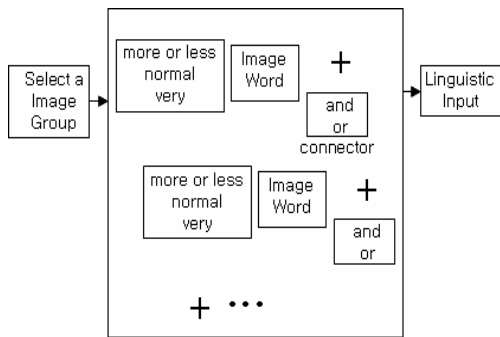 Select a
Image
Group
more or less
normal
very
Image
Word
+
and
or
connector
more or less
normal
very
Image
Word
+
and
or
+ •••
Linguistic
Input